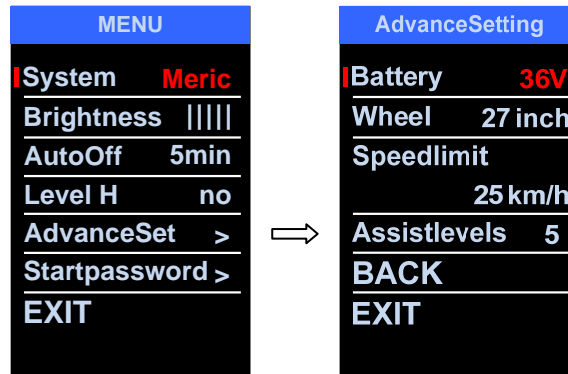 MENU
System Meric
Brightness |||||
AutoOff 5min
Level H no
AdvanceSet >
Startpassword >
EXIT
AdvanceSetting
Battery 36V
Wheel 27 inch
Speedlimit
25 km/h
Assistlevels 5
BACK
EXIT